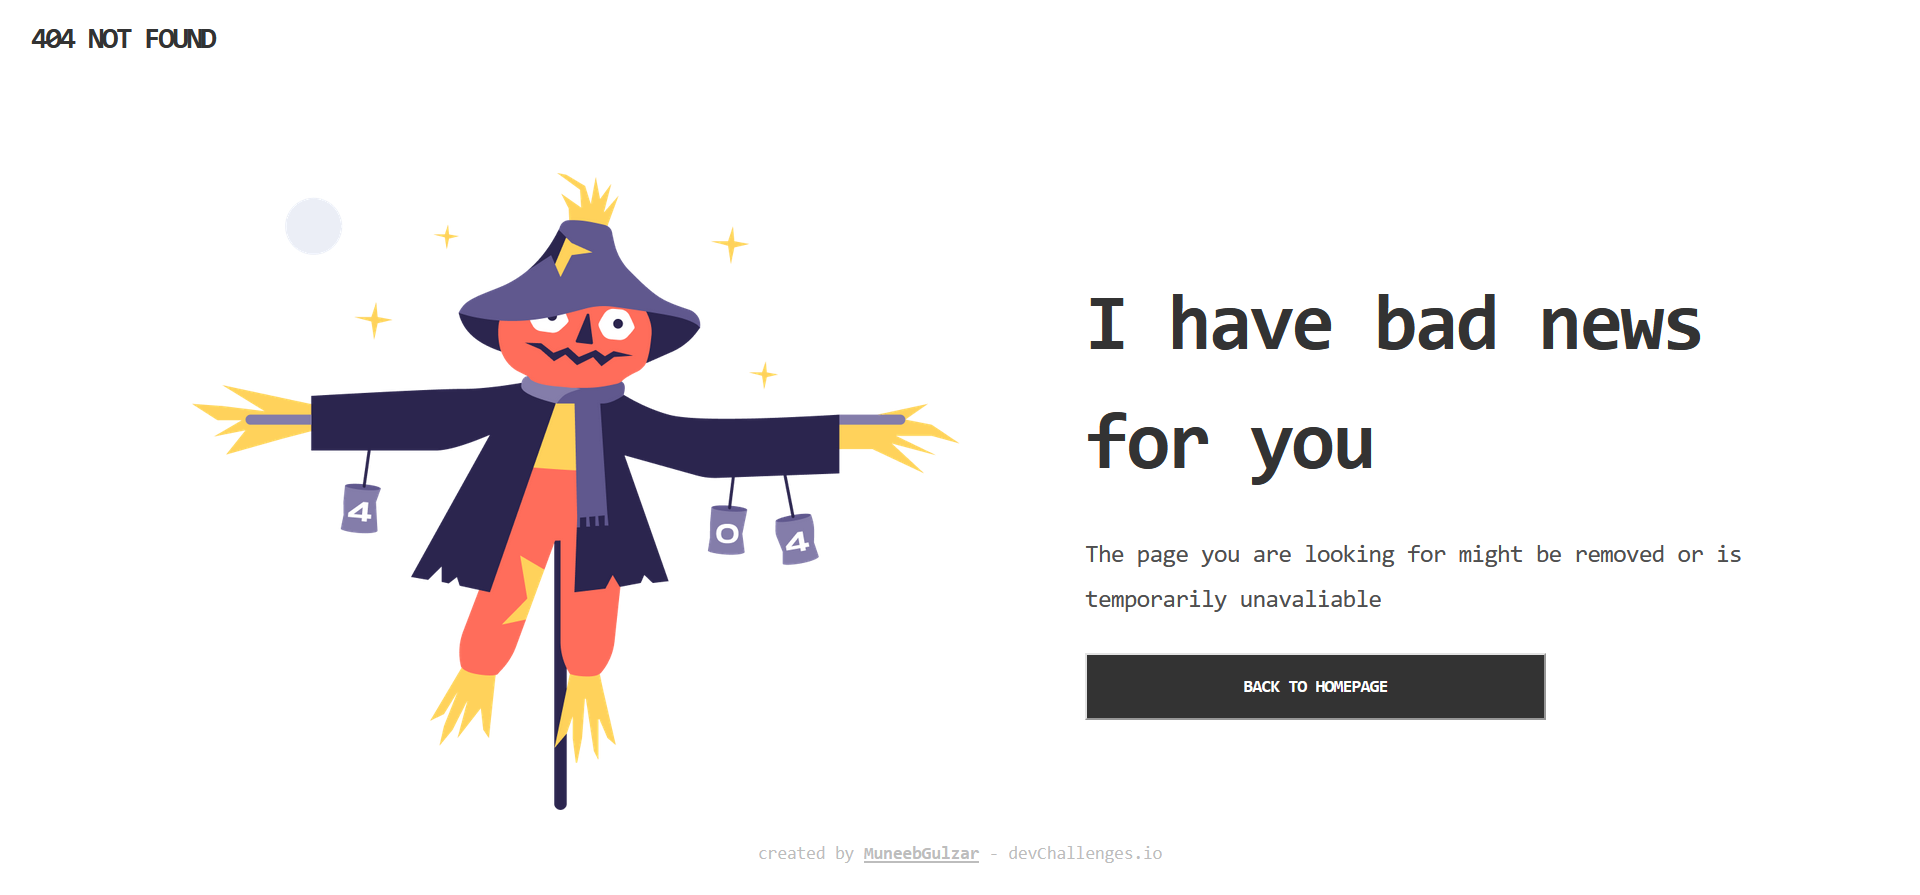 404 NOT FOUND
4
0
4
I have bad news
for you
The page you are looking for might be removed or is
temporarily unavaliable
BACK TO HOMEPAGE
created by MuneebGulzar - devChallenges.io